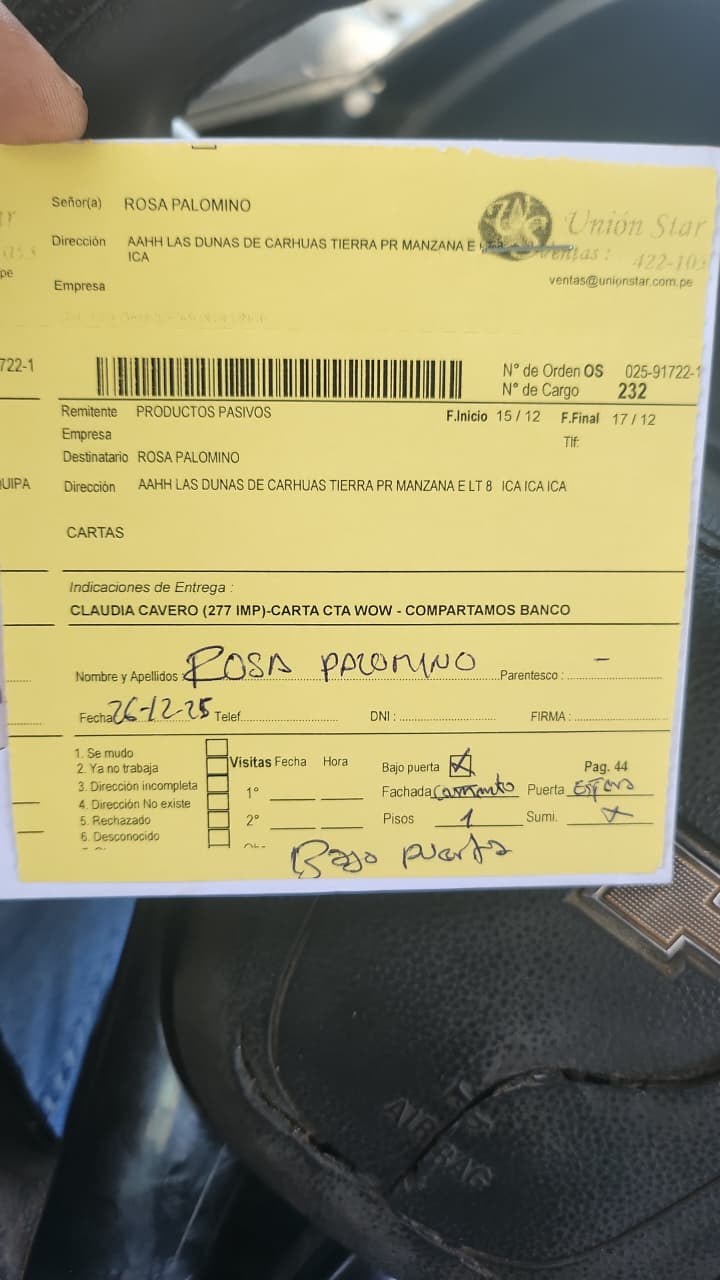 Señor(a) ROSA PALOMINO
Dirección AAHH LAS DUNAS DE CARHUAS TIERRA PR MANZANA E
ICA
Empresa
Unión Star
Ventas : 422-103
ventas@unionstar.com.pe
pe
722-1
N° de Orden OS 025-91722-1
N° de Cargo 232
Remitente PRODUCTOS PASIVOS F.Inicio 15 / 12 F.Final 17 / 12
Empresa Tlf:
Destinatario ROSA PALOMINO
UIPA
Dirección AAHH LAS DUNAS DE CARHUAS TIERRA PR MANZANA E LT 8 ICA ICA ICA
CARTAS
Indicaciones de Entrega :
CLAUDIA CAVERO (277 IMP)-CARTA CTA WOW - COMPARTAMOS BANCO
Nombre y Apellidos : ROSA PALOMINO Parentesco : –
Fecha 26-12-25 Telef. DNI : FIRMA :
1. Se mudo
2. Ya no trabaja
3. Dirección incompleta
4. Dirección No existe
5. Rechazado
6. Desconocido
Visitas Fecha Hora
1°
2°
Bajo puerta X Pag. 44
Fachada Puerta
Pisos 1 Sumi. X
Bajo puerta
AIRBAG